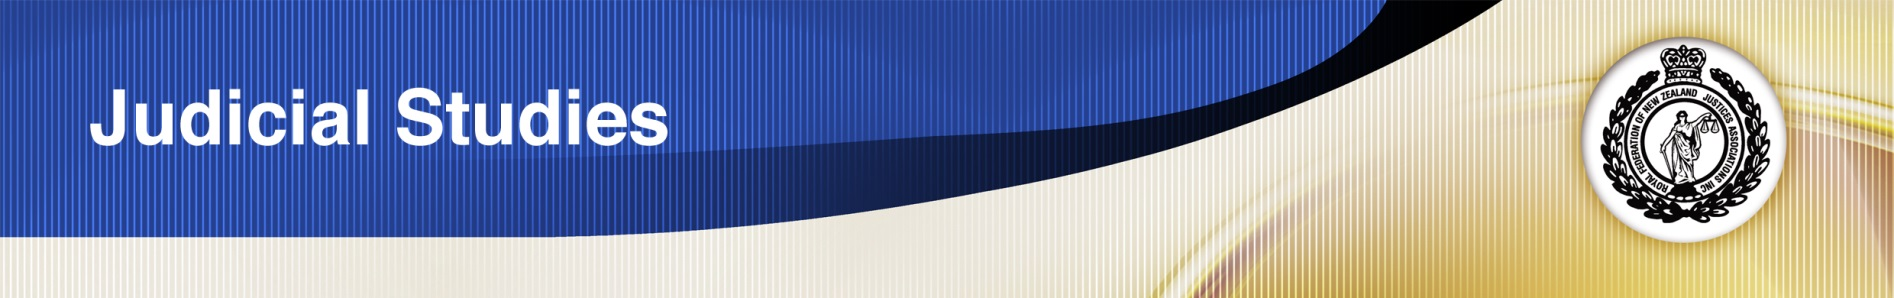 Judicial Studies
ROYAL FEDERATION OF NEW ZEALAND JUSTICES ASSOCIATIONS INC